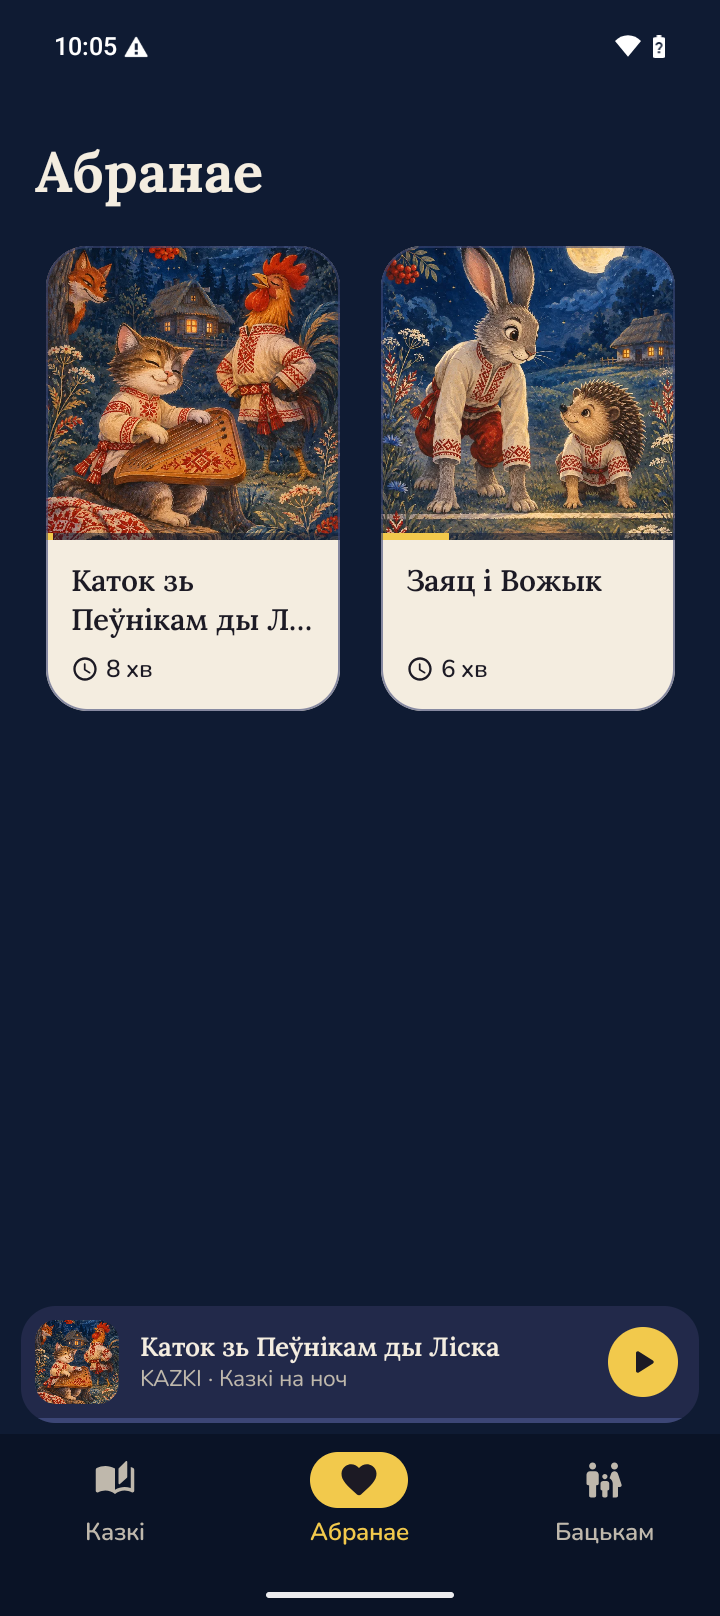 10:05
Абранае
Каток зь
Пеўнікам ды Л...
8 хв
Заяц і Вожык
6 хв
Каток зь Пеўнікам ды Ліска
KAZKI · Казкі на ноч
Казкі
Абранае
Бацькам